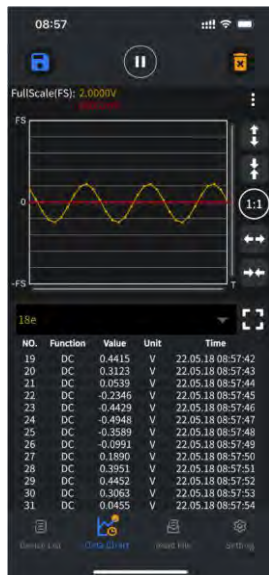 08:57
FullScale(FS): 2.0000V
FS
0
-FS
T
1:1
18e
NO. Function Value Unit Time
19 DC 0.4415 V 22.05.18 08:57:42
20 DC 0.3123 V 22.05.18 08:57:43
21 DC 0.0539 V 22.05.18 08:57:44
22 DC -0.2346 V 22.05.18 08:57:45
23 DC -0.4429 V 22.05.18 08:57:46
24 DC -0.4948 V 22.05.18 08:57:47
25 DC -0.3589 V 22.05.18 08:57:48
26 DC -0.0991 V 22.05.18 08:57:49
27 DC 0.1890 V 22.05.18 08:57:50
28 DC 0.3951 V 22.05.18 08:57:51
29 DC 0.4452 V 22.05.18 08:57:52
30 DC 0.3063 V 22.05.18 08:57:53
31 DC 0.0455 V 22.05.18 08:57:54
Device List Data Chart Setting